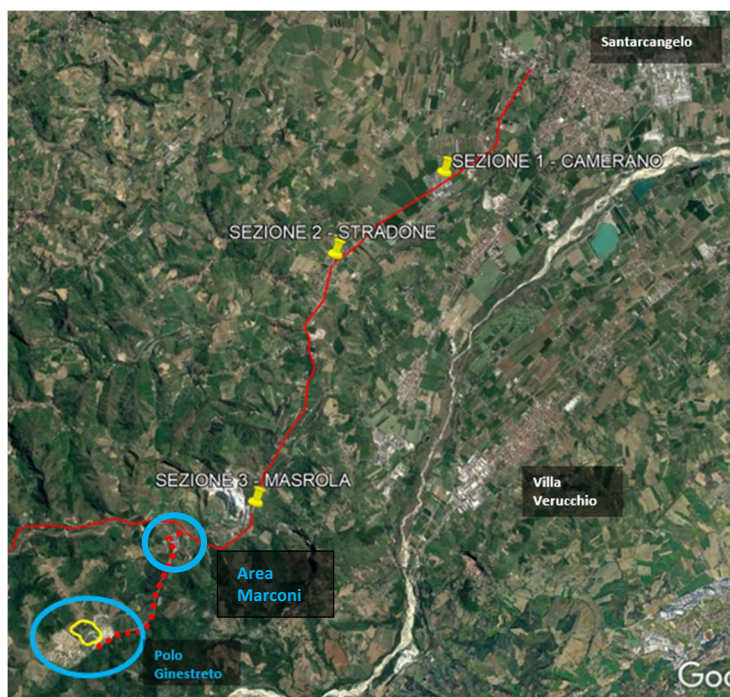 Santarcangelo
SEZIONE 1 - CAMERANO
SEZIONE 2 - STRADONE
SEZIONE 3 - MASROLA
Villa
Verucchio
Area
Marconi
Polo
Ginestreto
Goo